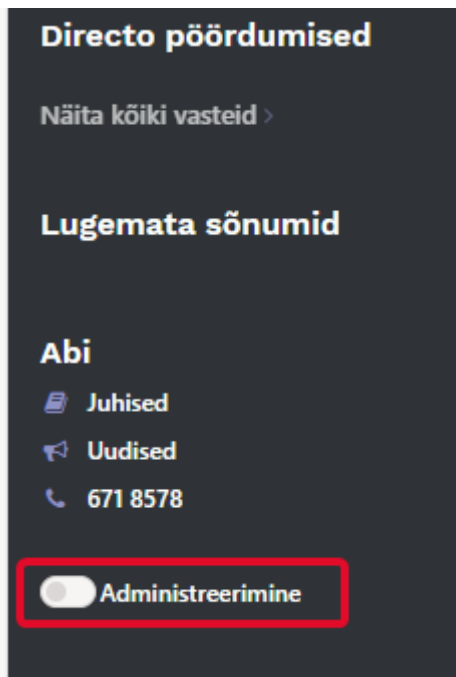 Directo pöördumised
Näita kõiki vasteid >
Lugemata sõnumid
Abi
Juhised
Uudised
671 8578
Administreerimine